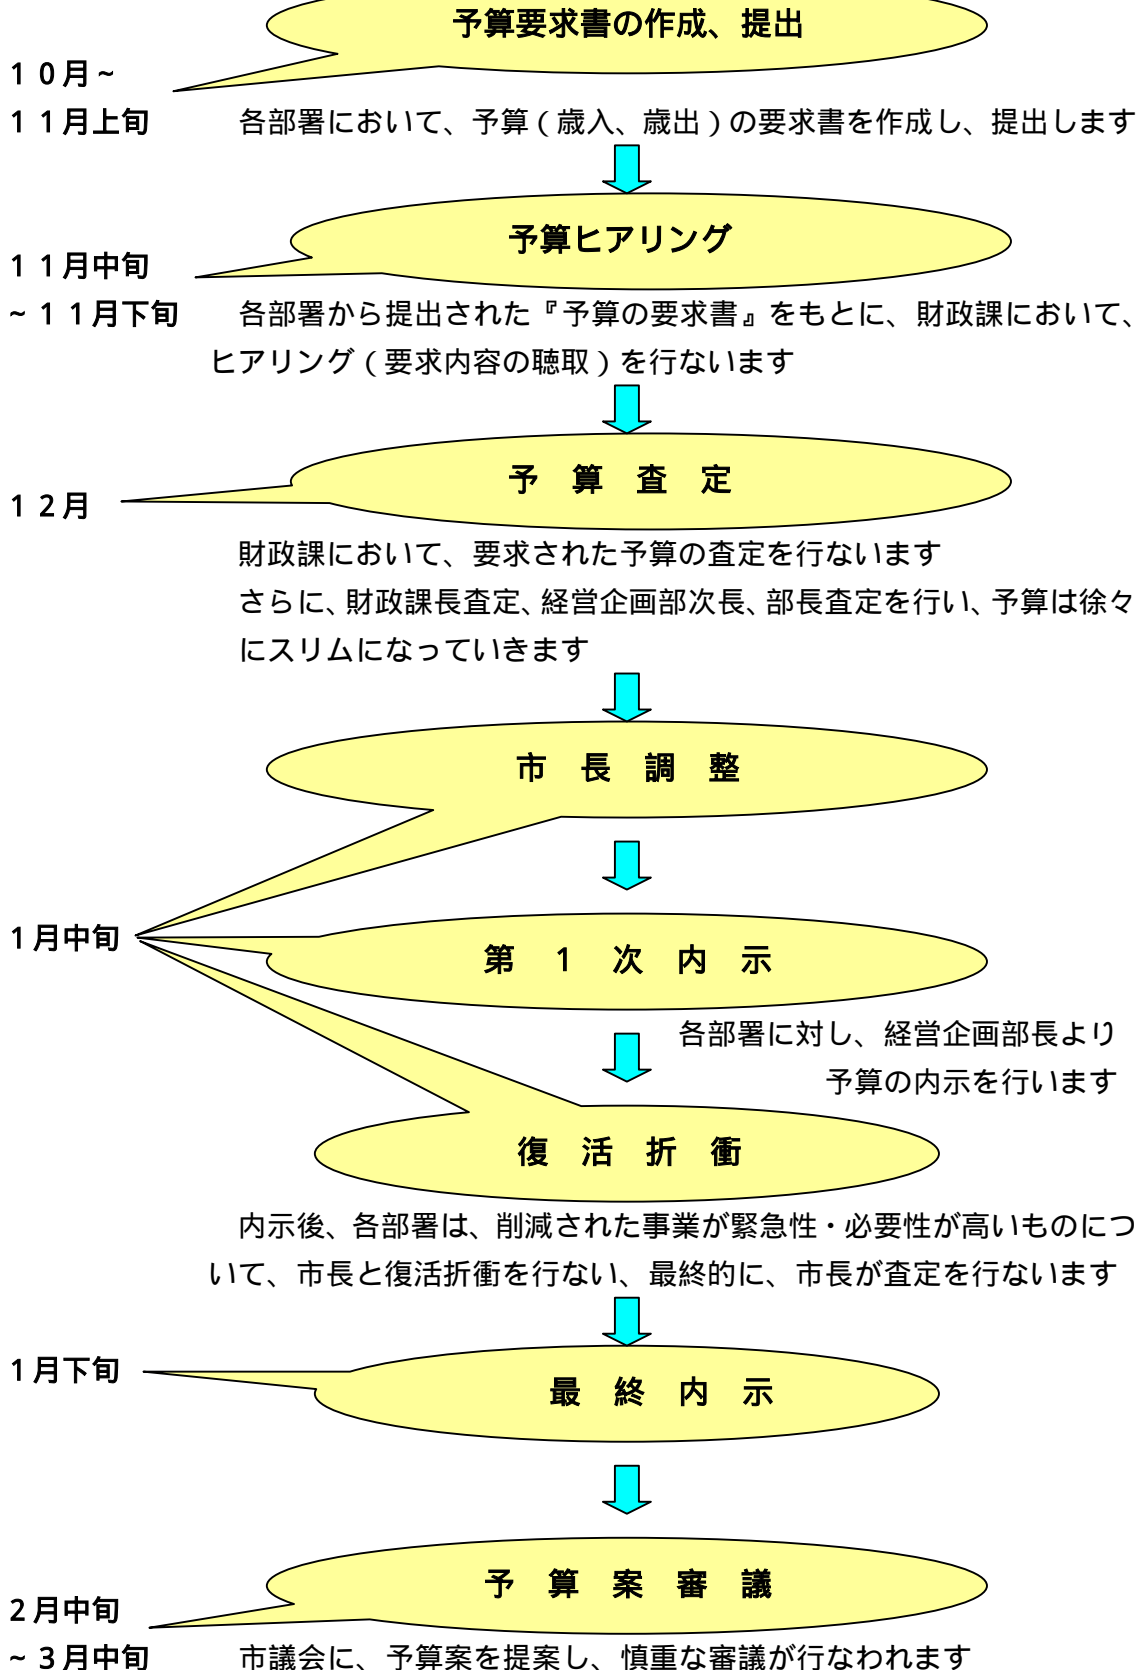 予算要求書の作成、提出
１０月~
１１月上旬　各部署において、予算（歳入、歳出）の要求書を作成し、提出します
予算ヒアリング
１１月中旬
~１１月下旬　各部署から提出された『予算の要求書』をもとに、財政課において、
ヒアリング（要求内容の聴取）を行ないます
予　算　査　定
１２月
財政課において、要求された予算の査定を行ないます
さらに、財政課長査定、経営企画部次長、部長査定を行い、予算は徐々
にスリムになっていきます
市　長　調　整
1月中旬
第　1　次　内　示
各部署に対し、経営企画部長より
予算の内示を行います
復　活　折　衝
内示後、各部署は、削減された事業が緊急性・必要性が高いものにつ
いて、市長と復活折衝を行ない、最終的に、市長が査定を行ないます
1月下旬
最　終　内　示
予　算　案　審　議
2月中旬
~３月中旬　市議会に、予算案を提案し、慎重な審議が行なわれます